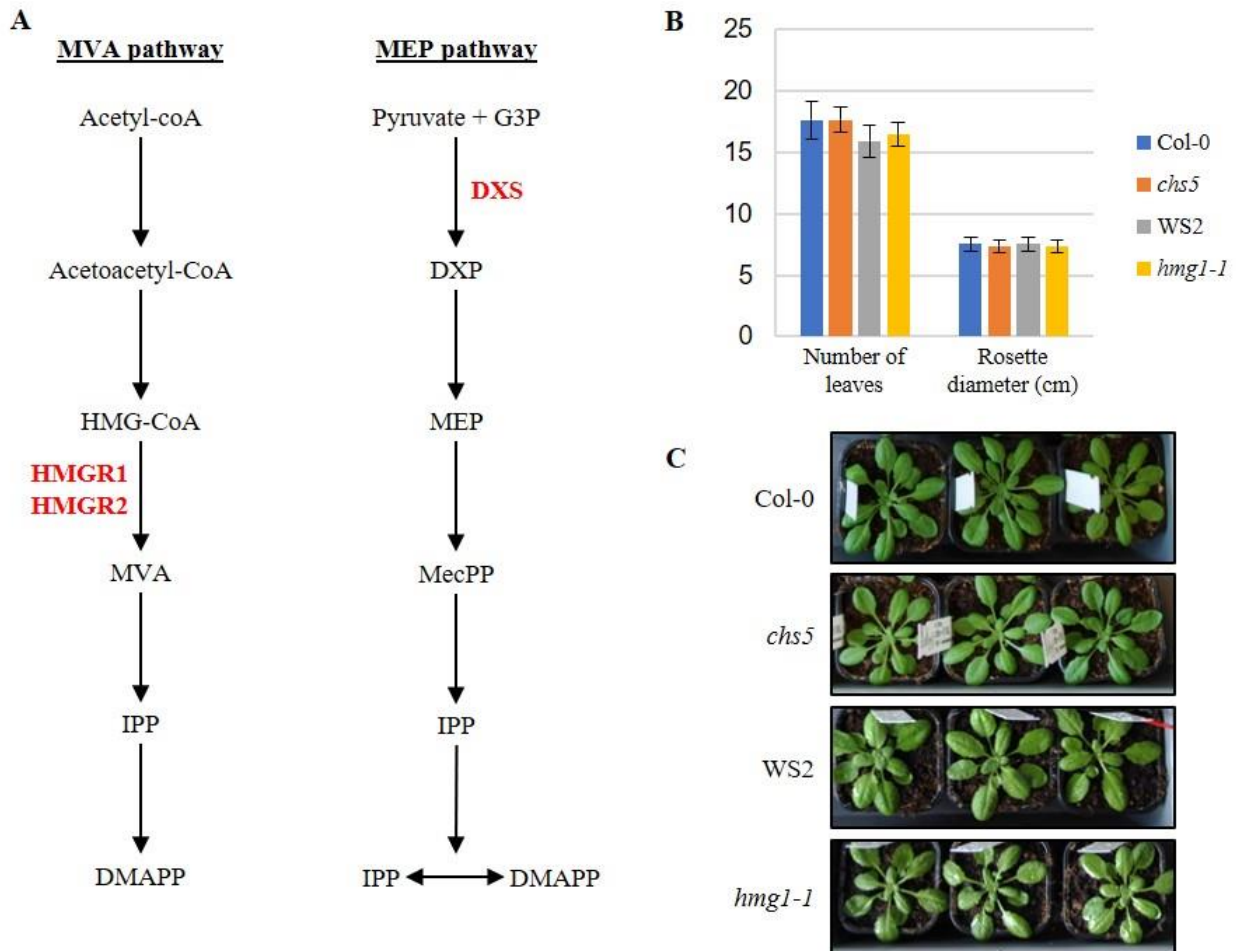 A
MVA pathway
Acetyl-coA
Acetoacetyl-CoA
HMG-CoA
HMGR1
HMGR2
MVA
IPP
DMAPP
MEP pathway
Pyruvate + G3P
DXS
DXP
MEP
MecPP
IPP
IPP
DMAPP
B
25
20
15
10
5
0
Number of
leaves
Rosette
diameter (cm)
Col-0
chs5
WS2
hmg1-1
C
Col-0
chs5
WS2
hmg1-1